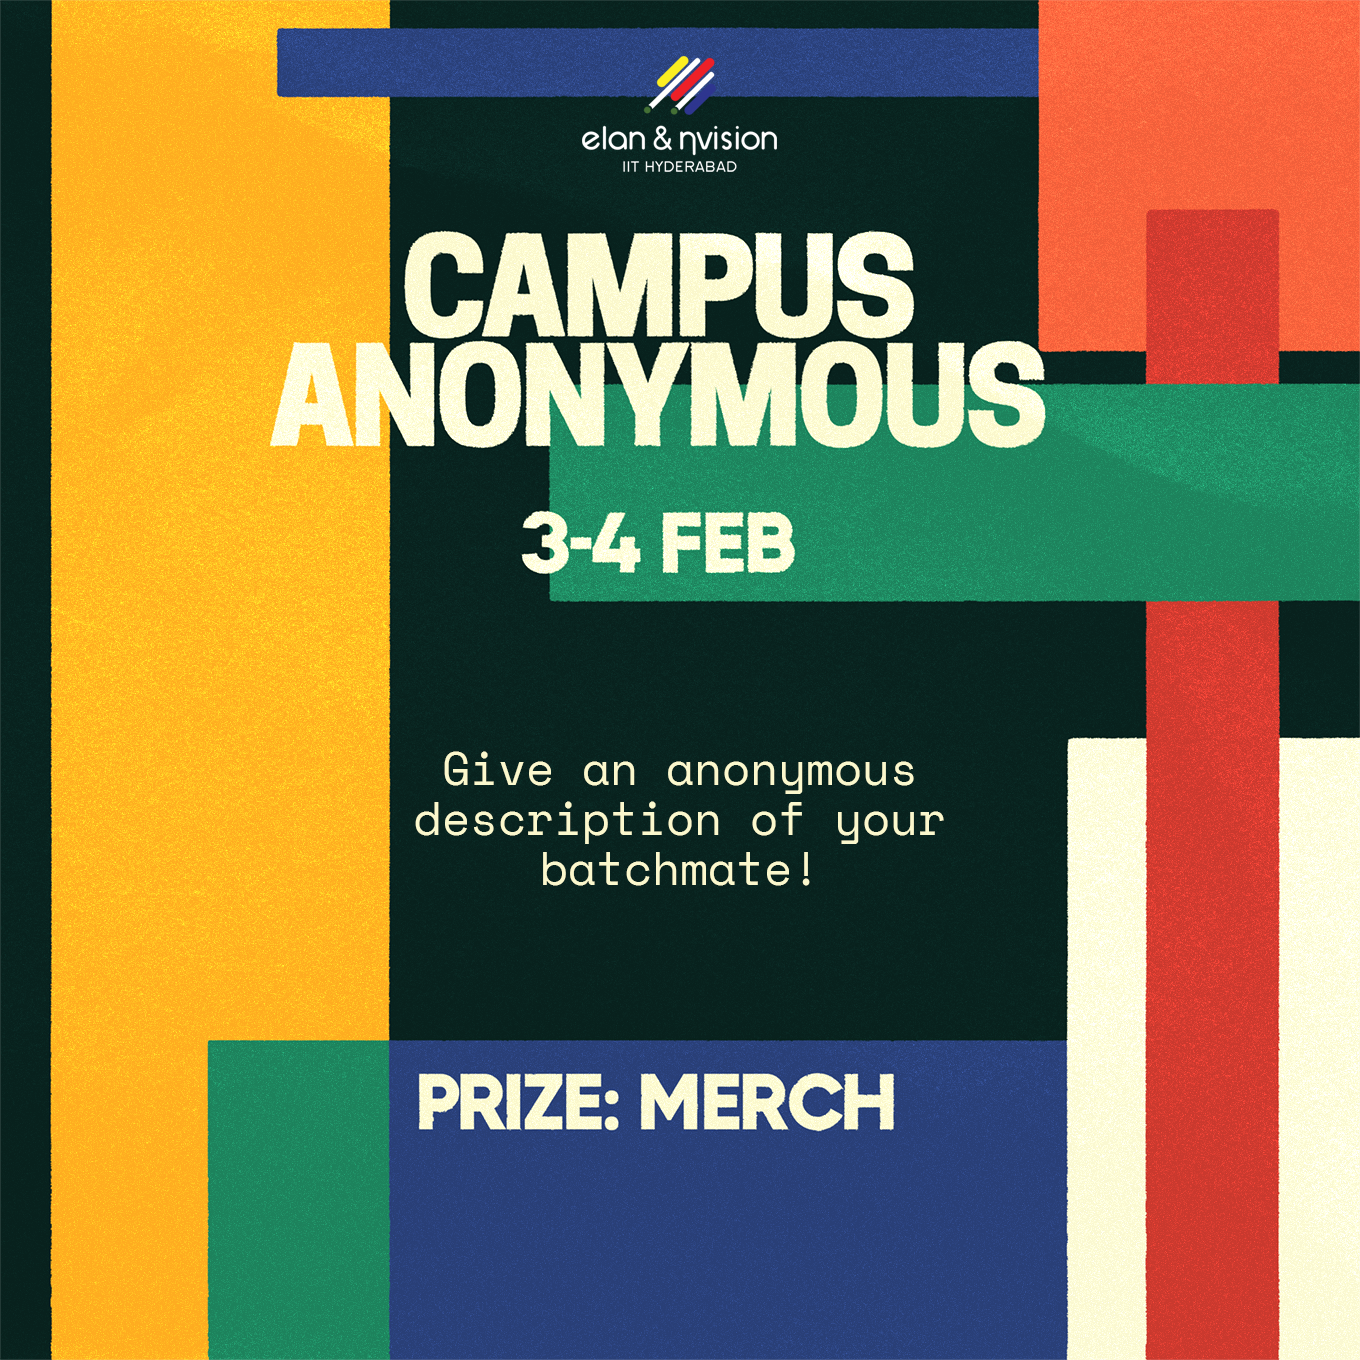 elan & ηvision
IIT HYDERABAD
CAMPUS
ANONYMOUS
3-4 FEB
Give an anonymous
description of your
batchmate!
PRIZE: MERCH